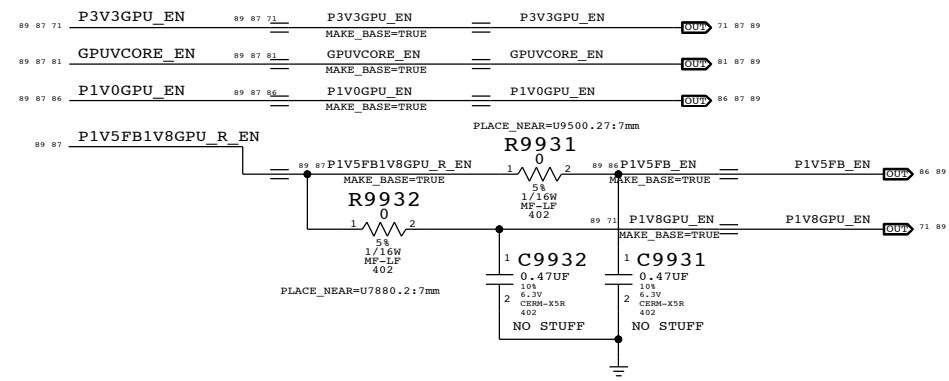 89 87 71 P3V3GPU_EN 89 87 71 P3V3GPU_EN P3V3GPU_EN OUT 71 87 89
MAKE_BASE=TRUE
89 87 81 GPUVCORE_EN 89 87 81 GPUVCORE_EN GPUVCORE_EN OUT 81 87 89
MAKE_BASE=TRUE
89 87 86 P1V0GPU_EN 89 87 86 P1V0GPU_EN P1V0GPU_EN OUT 86 87 89
MAKE_BASE=TRUE
PLACE_NEAR=U9500.27:7mm
89 87 P1V5FB1V8GPU_R_EN
R9931
89 87 P1V5FB1V8GPU_R_EN 1 0 2 89 86 P1V5FB_EN P1V5FB_EN OUT 86 89
MAKE_BASE=TRUE MAKE_BASE=TRUE
5%
1/16W
MF-LF
402
R9932
1 0 2 89 71 P1V8GPU_EN P1V8GPU_EN OUT 71 89
MAKE_BASE=TRUE
5%
1/16W
MF-LF
402
PLACE_NEAR=U7880.2:7mm
1 C9932 1 C9931
0.47UF 0.47UF
10% 10%
2 6.3V 2 6.3V
CERM-X5R CERM-X5R
402 402
NO STUFF NO STUFF